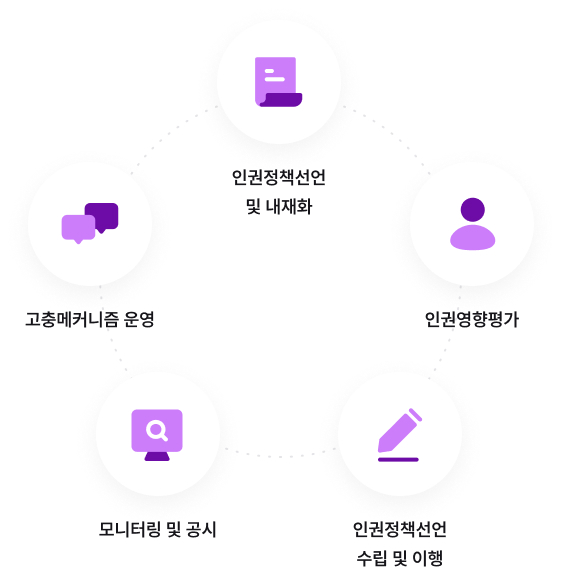 인권정책선언
및 내재화
인권영향평가
인권정책선언
수립 및 이행
모니터링 및 공시
고충메커니즘 운영